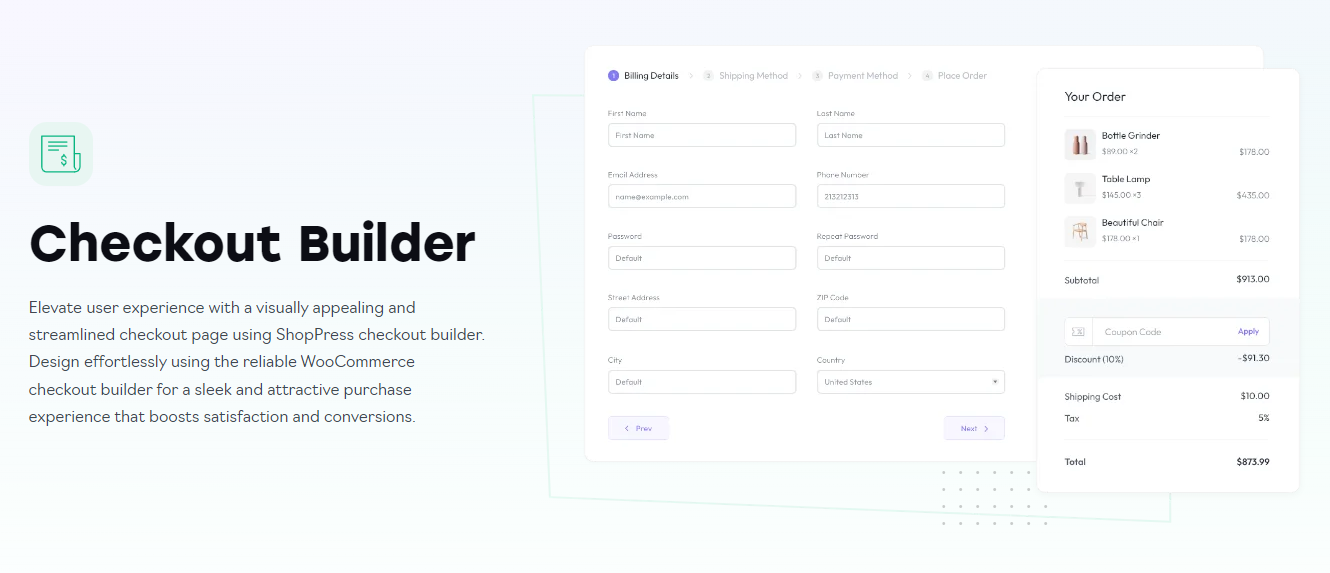 Checkout Builder
Elevate user experience with a visually appealing and
streamlined checkout page using ShopPress checkout builder.
Design effortlessly using the reliable WooCommerce
checkout builder for a sleek and attractive purchase
experience that boosts satisfaction and conversions.
1 Billing Details > 2 Shipping Method > 3 Payment Method > 4 Place Order
First Name Last Name
First Name Last Name
Email Address Phone Number
name@example.com 213212313
Password Repeat Password
Default Default
Street Address ZIP Code
Default Default
City Country
Default United States
< Prev Next >
Your Order
Bottle Grinder
$89.00 ×2 $178.00
Table Lamp
$145.00 ×3 $435.00
Beautiful Chair
$178.00 ×1 $178.00
Subtotal $913.00
Coupon Code Apply
Discount (10%) -$91.30
Shipping Cost $10.00
Tax 5%
Total $873.99